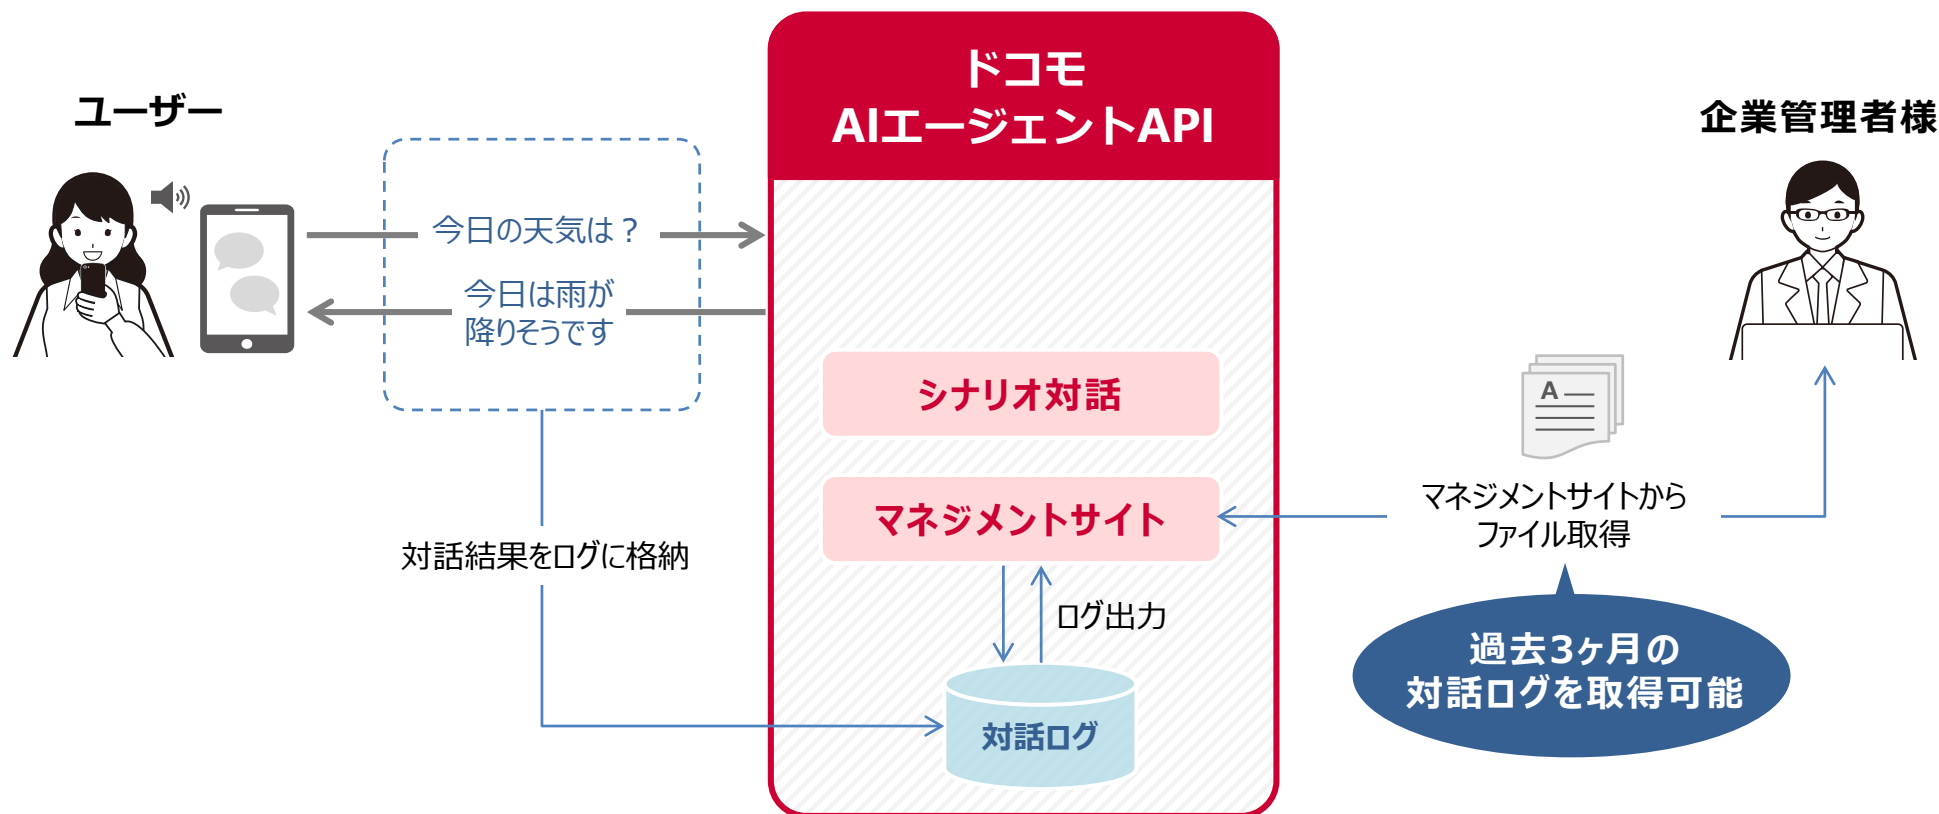 ユーザー
ドコモ
AIエージェントAPI
企業管理者様
今日の天気は？
今日は雨が
降りそうです
シナリオ対話
A
マネジメントサイト
マネジメントサイトから
ファイル取得
対話結果をログに格納
ログ出力
過去3ヶ月の
対話ログを取得可能
対話ログ